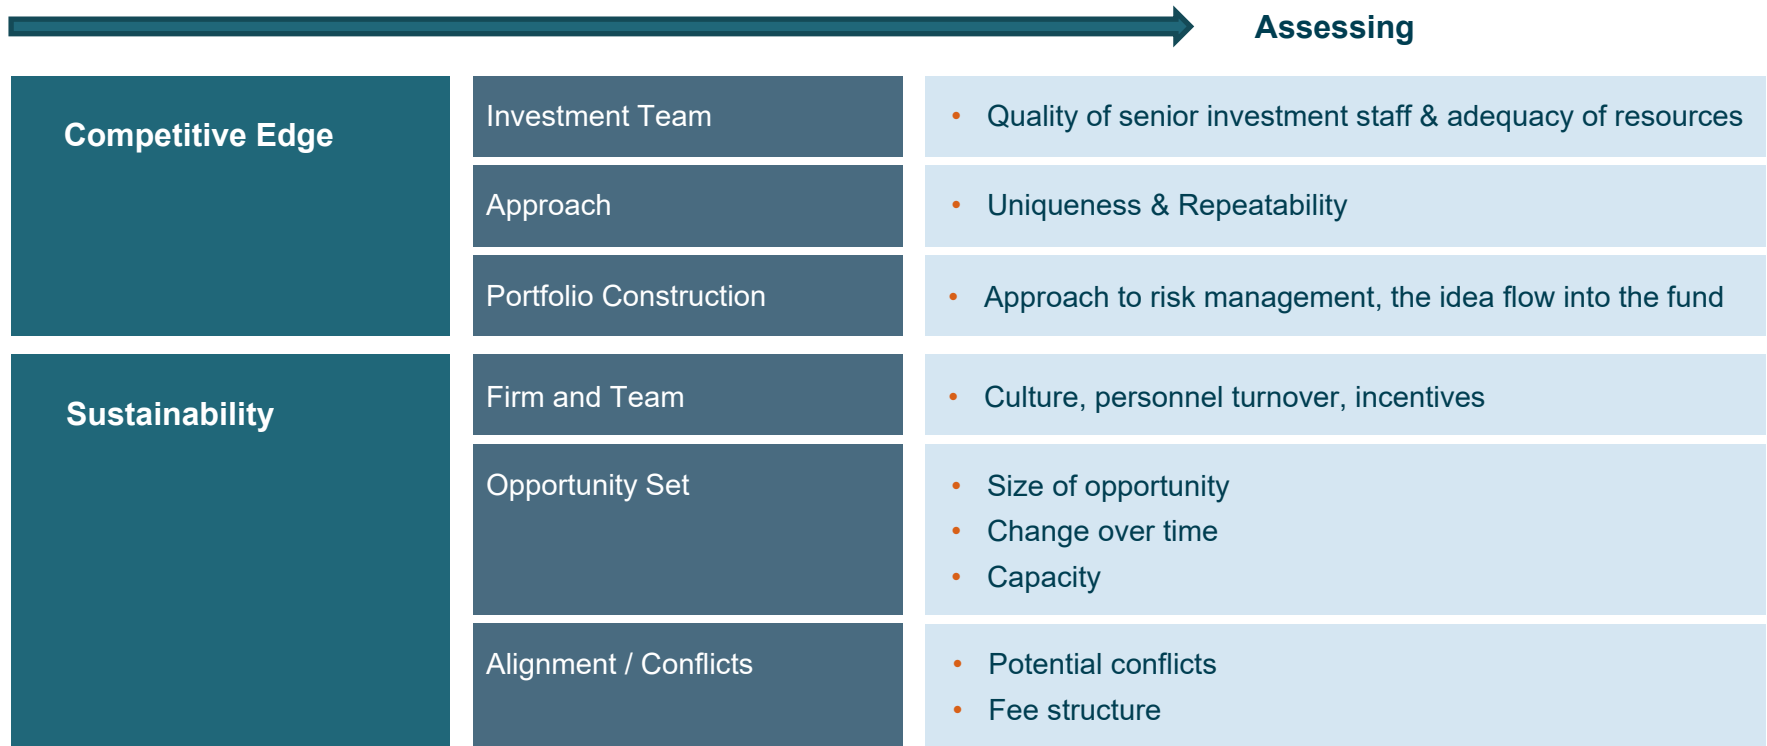 Assessing
Competitive Edge
Investment Team
• Quality of senior investment staff & adequacy of resources
Approach
• Uniqueness & Repeatability
Portfolio Construction
• Approach to risk management, the idea flow into the fund
Sustainability
Firm and Team
• Culture, personnel turnover, incentives
Opportunity Set
• Size of opportunity
• Change over time
• Capacity
Alignment / Conflicts
• Potential conflicts
• Fee structure